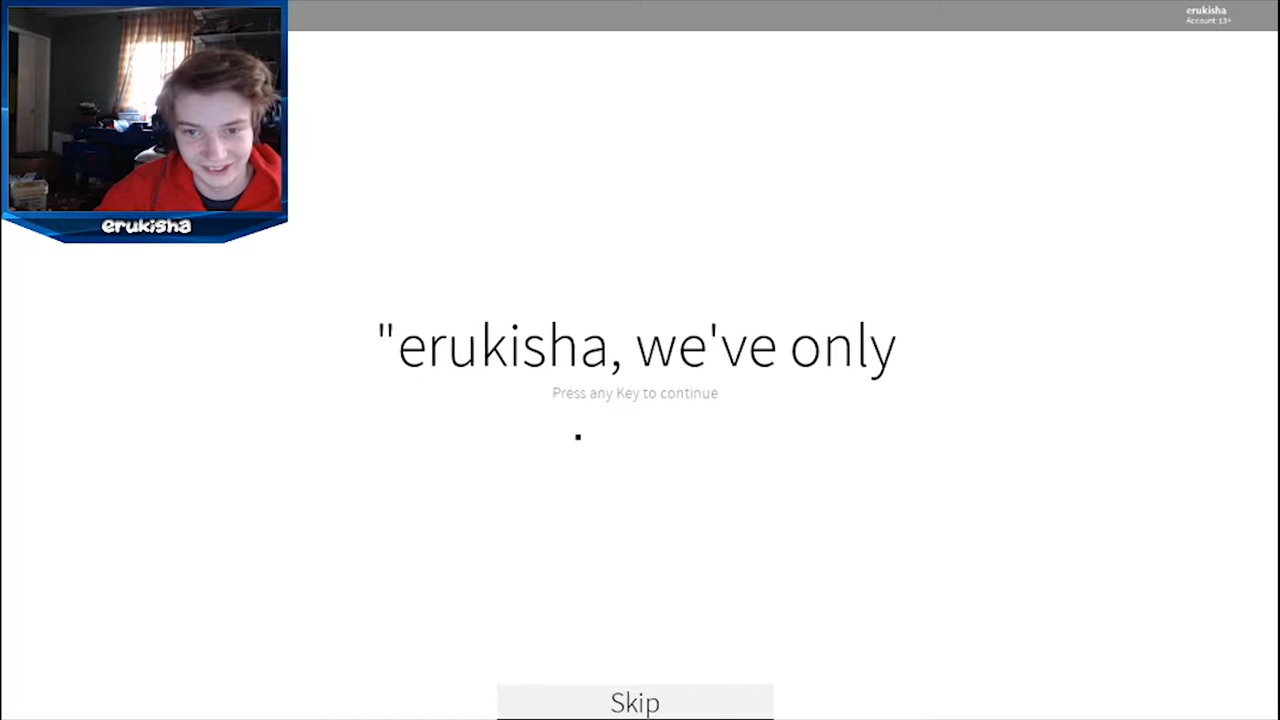 erukisha
Account 13+
erukisha
"erukisha, we've only
Press any Key to continue
Skip